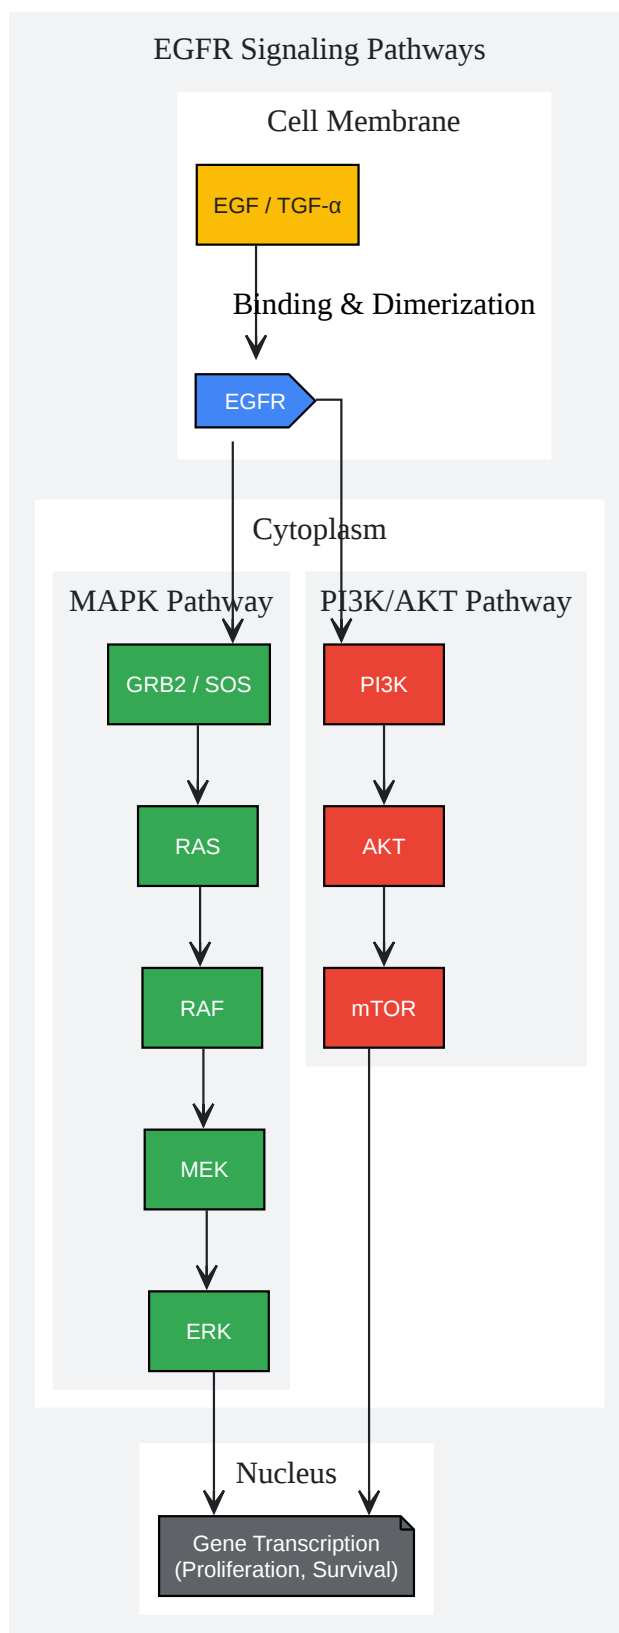 EGFR Signaling Pathways
Cell Membrane
EGF / TGF-α
Binding & Dimerization
EGFR
Cytoplasm
MAPK Pathway
PI3K/AKT Pathway
GRB2 / SOS
PI3K
RAS
AKT
RAF
mTOR
MEK
ERK
Nucleus
Gene Transcription
(Proliferation, Survival)